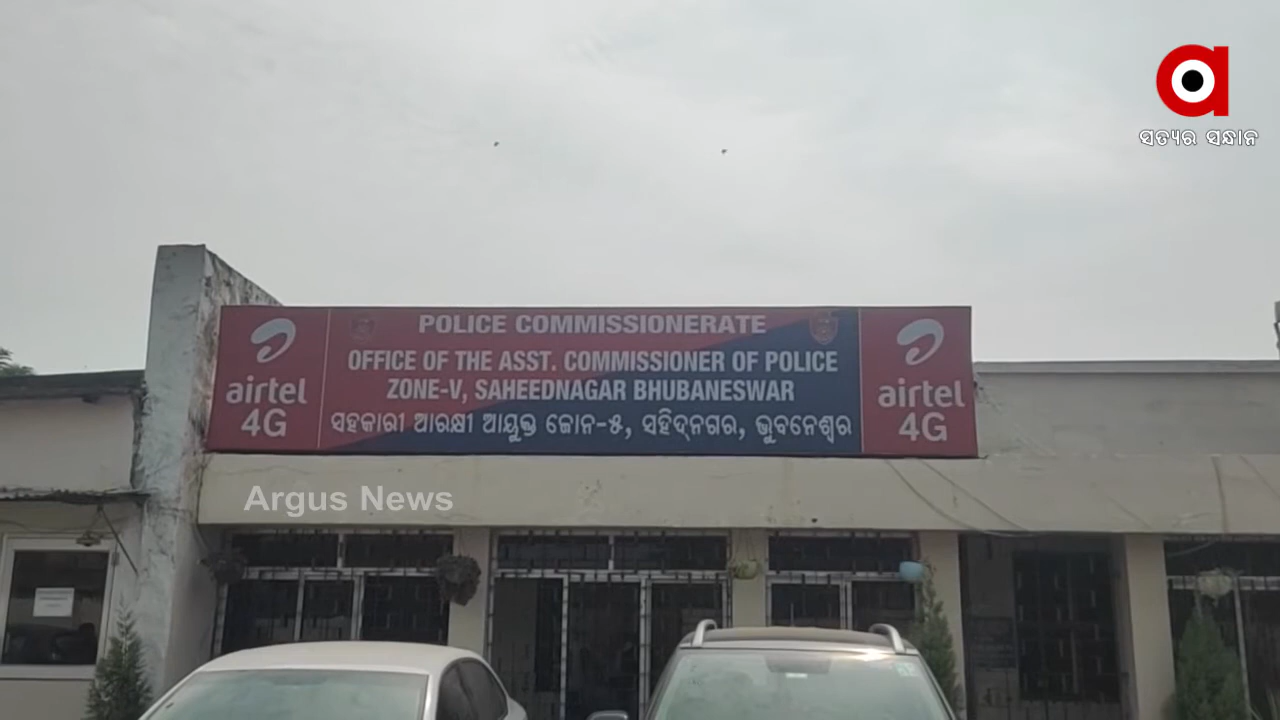 ସତ୍ୟର ସନ୍ଧାନ
POLICE COMMISSIONERATE
OFFICE OF THE ASST. COMMISSIONER OF POLICE
ZONE-V, SAHEEDNAGAR BHUBANESWAR
ସହକାରୀ ଆରକ୍ଷୀ ଆୟୁକ୍ତ ଜୋନ-୫, ସହିଦ୍‌ନଗର, ଭୁବନେଶ୍ୱର
airtel
4G
airtel
4G
Argus News